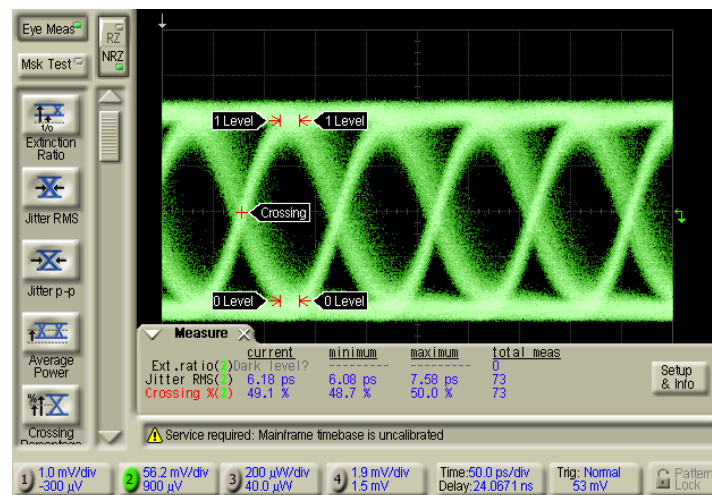 Eye Meas
RZ
NRZ
Msk Test
1/0
Extinction
Ratio
Jitter RMS
Jitter p-p
Average
Power
%
Crossing
Percentage
1 Level
1 Level
Crossing
0 Level
0 Level
Measure
current minimum maximum total meas
Ext.ratio(2)Dark level? --------- --------- 0
Jitter RMS(2) 6.18 ps 6.08 ps 7.58 ps 73
Crossing %(2) 49.1 % 48.7 % 50.0 % 73
Setup
& Info
Service required: Mainframe timebase is uncalibrated
1 1.0 mV/div
-300 µV
2 56.2 mV/div
900 µV
3 200 µW/div
40.0 µW
4 1.9 mV/div
1.5 mV
Time:50.0 ps/div
Delay:24.0671 ns
Trig: Normal
53 mV
Pattern
Lock